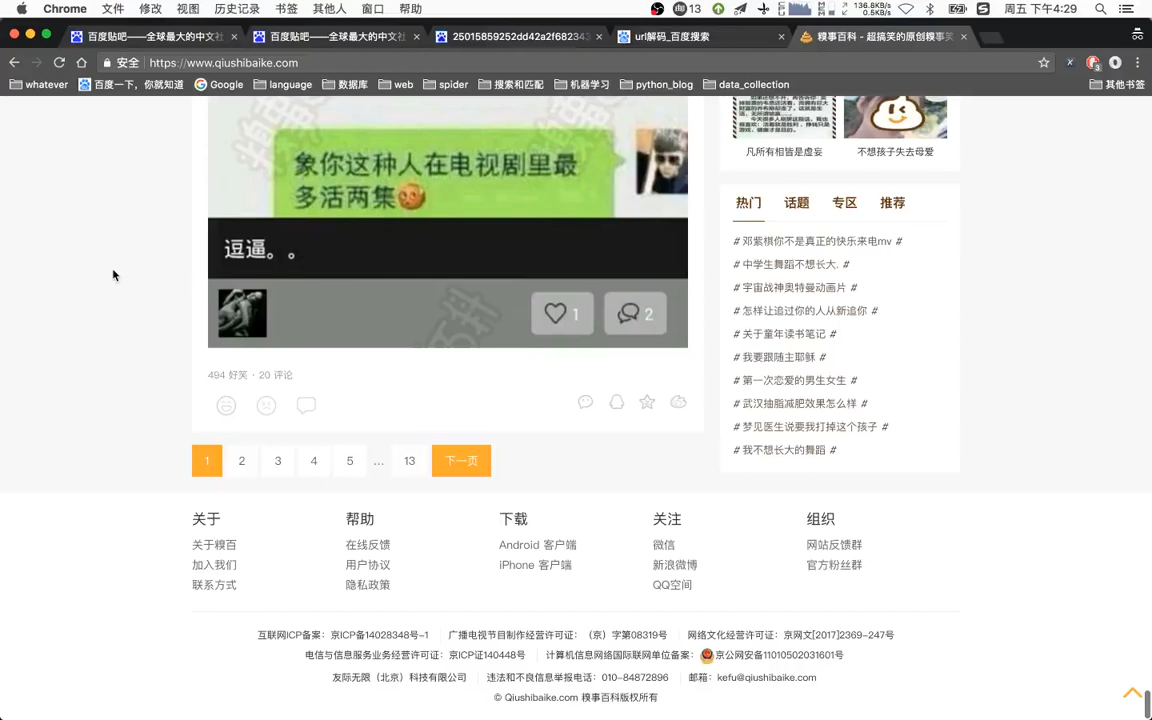 Chrome 文件 修改 视图 历史记录 书签 其他人 窗口 帮助 13 136.8KB/s 0.5KB/s 周五 下午4:29
百度贴吧——全球最大的中文社 百度贴吧——全球最大的中文社 25015859252dd42a2f682343 url解码_百度搜索 糗事百科 - 超搞笑的原创糗事笑
安全 https://www.qiushibaike.com
whatever 百度一下，你就知道 Google language 数据库 web spider 搜索和匹配 机器学习 python_blog data_collection 其他书签
象你这种人在电视剧里最
多活两集
逗逼。。
1 2
494 好笑 · 20 评论
1 2 3 4 5 ... 13 下一页
凡所有相皆是虚妄 不想孩子失去母爱
热门 话题 专区 推荐
# 邓紫棋你不是真正的快乐来电mv #
# 中学生舞蹈不想长大. #
# 宇宙战神奥特曼动画片 #
# 怎样让追过你的人从新追你 #
# 关于童年读书笔记 #
# 我要跟随主耶稣 #
# 第一次恋爱的男生女生 #
# 武汉抽脂减肥效果怎么样 #
# 梦见医生说要我打掉这个孩子 #
# 我不想长大的舞蹈 #
关于 帮助 下载 关注 组织
关于糗百 在线反馈 Android 客户端 微信 网站反馈群
加入我们 用户协议 iPhone 客户端 新浪微博 官方粉丝群
联系方式 隐私政策 QQ空间
互联网ICP备案：京ICP备14028348号-1 广播电视节目制作经营许可证：（京）字第08319号 网络文化经营许可证：京网文[2017]2369-247号
电信与信息服务业务经营许可证：京ICP证140448号 计算机信息网络国际联网单位备案：京公网安备11010502031601号
友际无限（北京）科技有限公司 违法和不良信息举报电话：010-84872896 邮箱：kefu@qiushibaike.com
© Qiushibaike.com 糗事百科版权所有